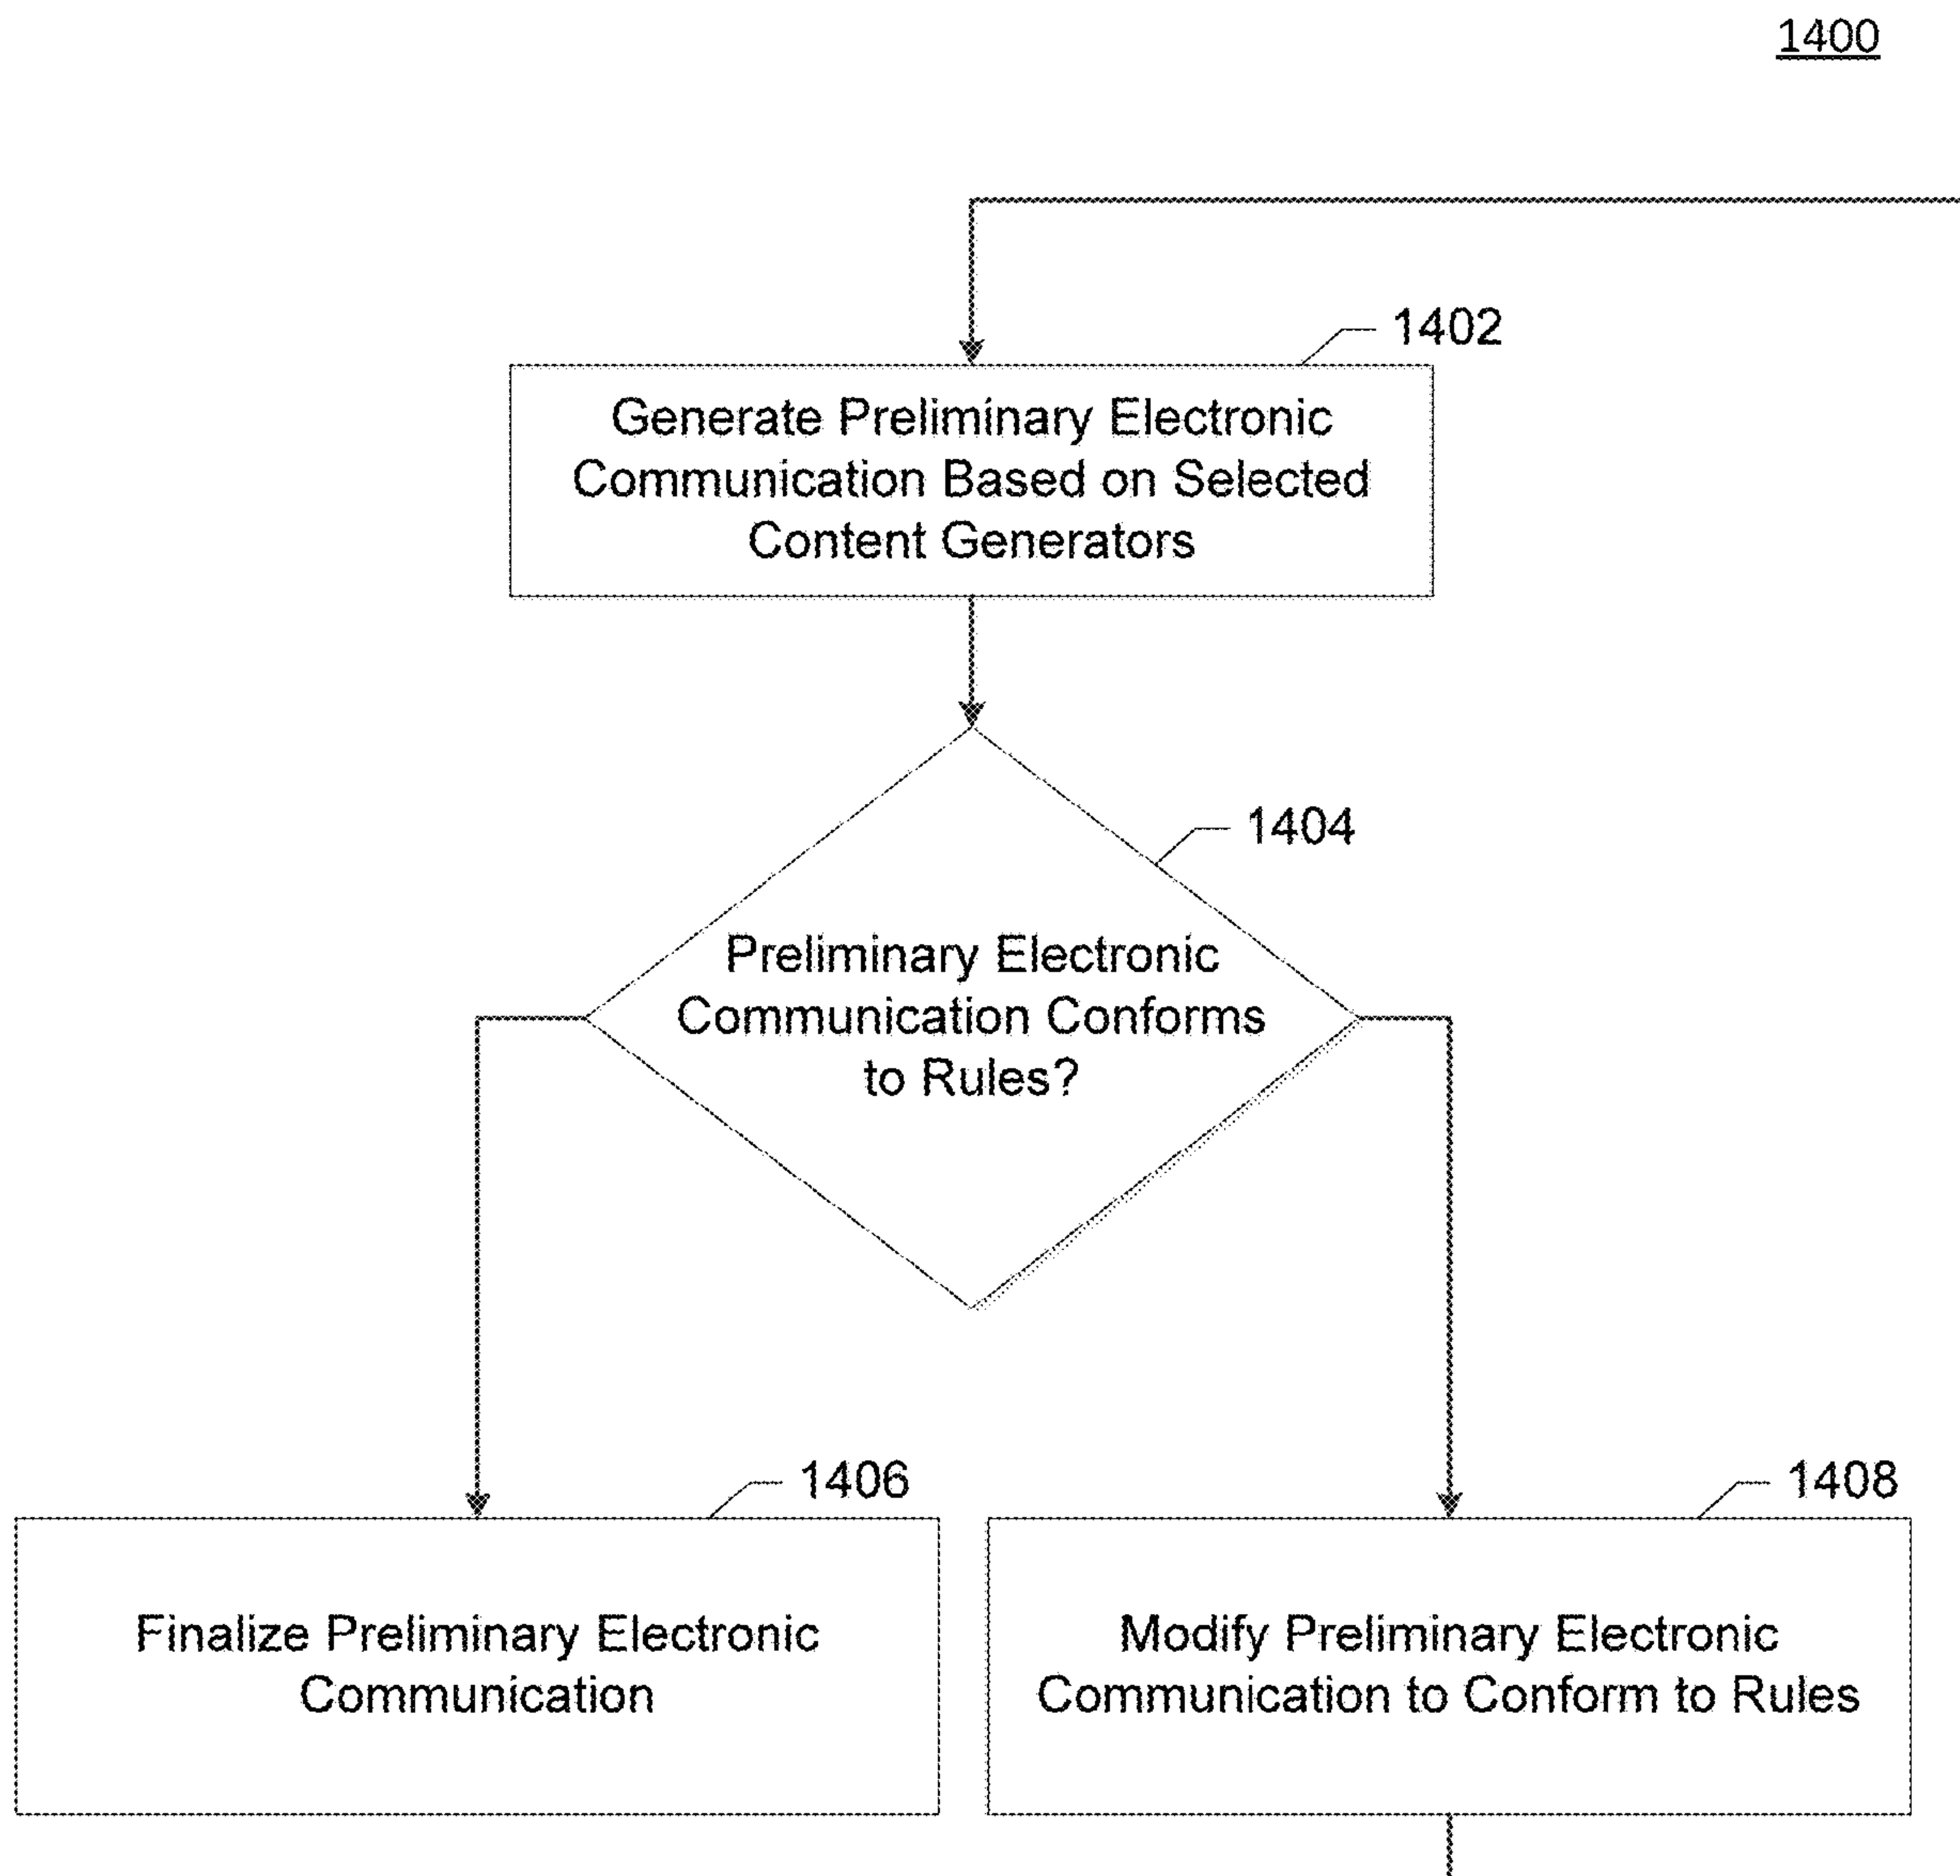 1400
1402
Generate Preliminary Electronic
Communication Based on Selected
Content Generators
1404
Preliminary Electronic
Communication Conforms
to Rules?
1406
Finalize Preliminary Electronic
Communication
1408
Modify Preliminary Electronic
Communication to Conform to Rules